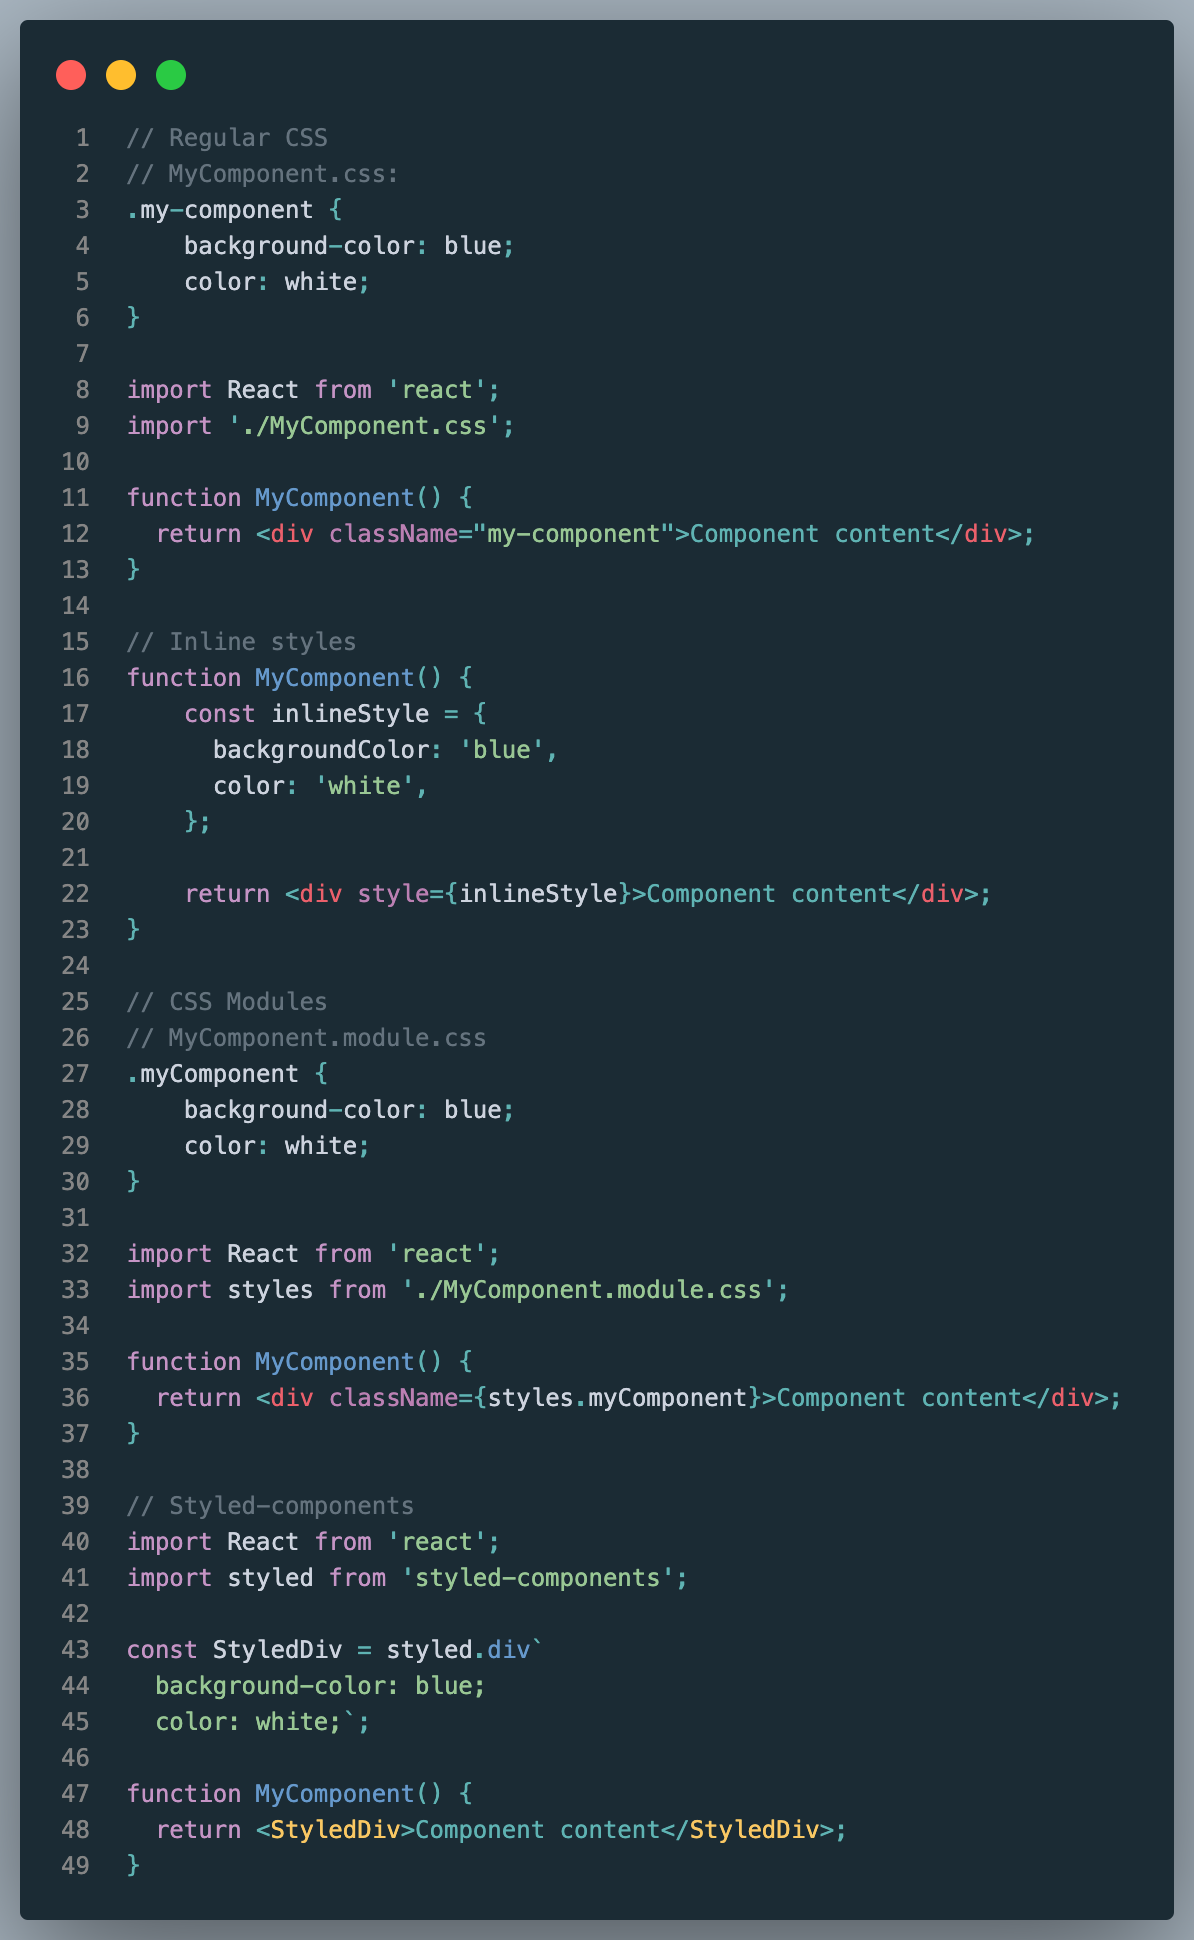 1 // Regular CSS
2 // MyComponent.css:
3 .my-component {
4     background-color: blue;
5     color: white;
6 }
7
8 import React from 'react';
9 import './MyComponent.css';
10
11 function MyComponent() {
12   return <div className="my-component">Component content</div>;
13 }
14
15 // Inline styles
16 function MyComponent() {
17     const inlineStyle = {
18       backgroundColor: 'blue',
19       color: 'white',
20     };
21
22     return <div style={inlineStyle}>Component content</div>;
23 }
24
25 // CSS Modules
26 // MyComponent.module.css
27 .myComponent {
28     background-color: blue;
29     color: white;
30 }
31
32 import React from 'react';
33 import styles from './MyComponent.module.css';
34
35 function MyComponent() {
36   return <div className={styles.myComponent}>Component content</div>;
37 }
38
39 // Styled-components
40 import React from 'react';
41 import styled from 'styled-components';
42
43 const StyledDiv = styled.div`
44   background-color: blue;
45   color: white;`;
46
47 function MyComponent() {
48   return <StyledDiv>Component content</StyledDiv>;
49 }